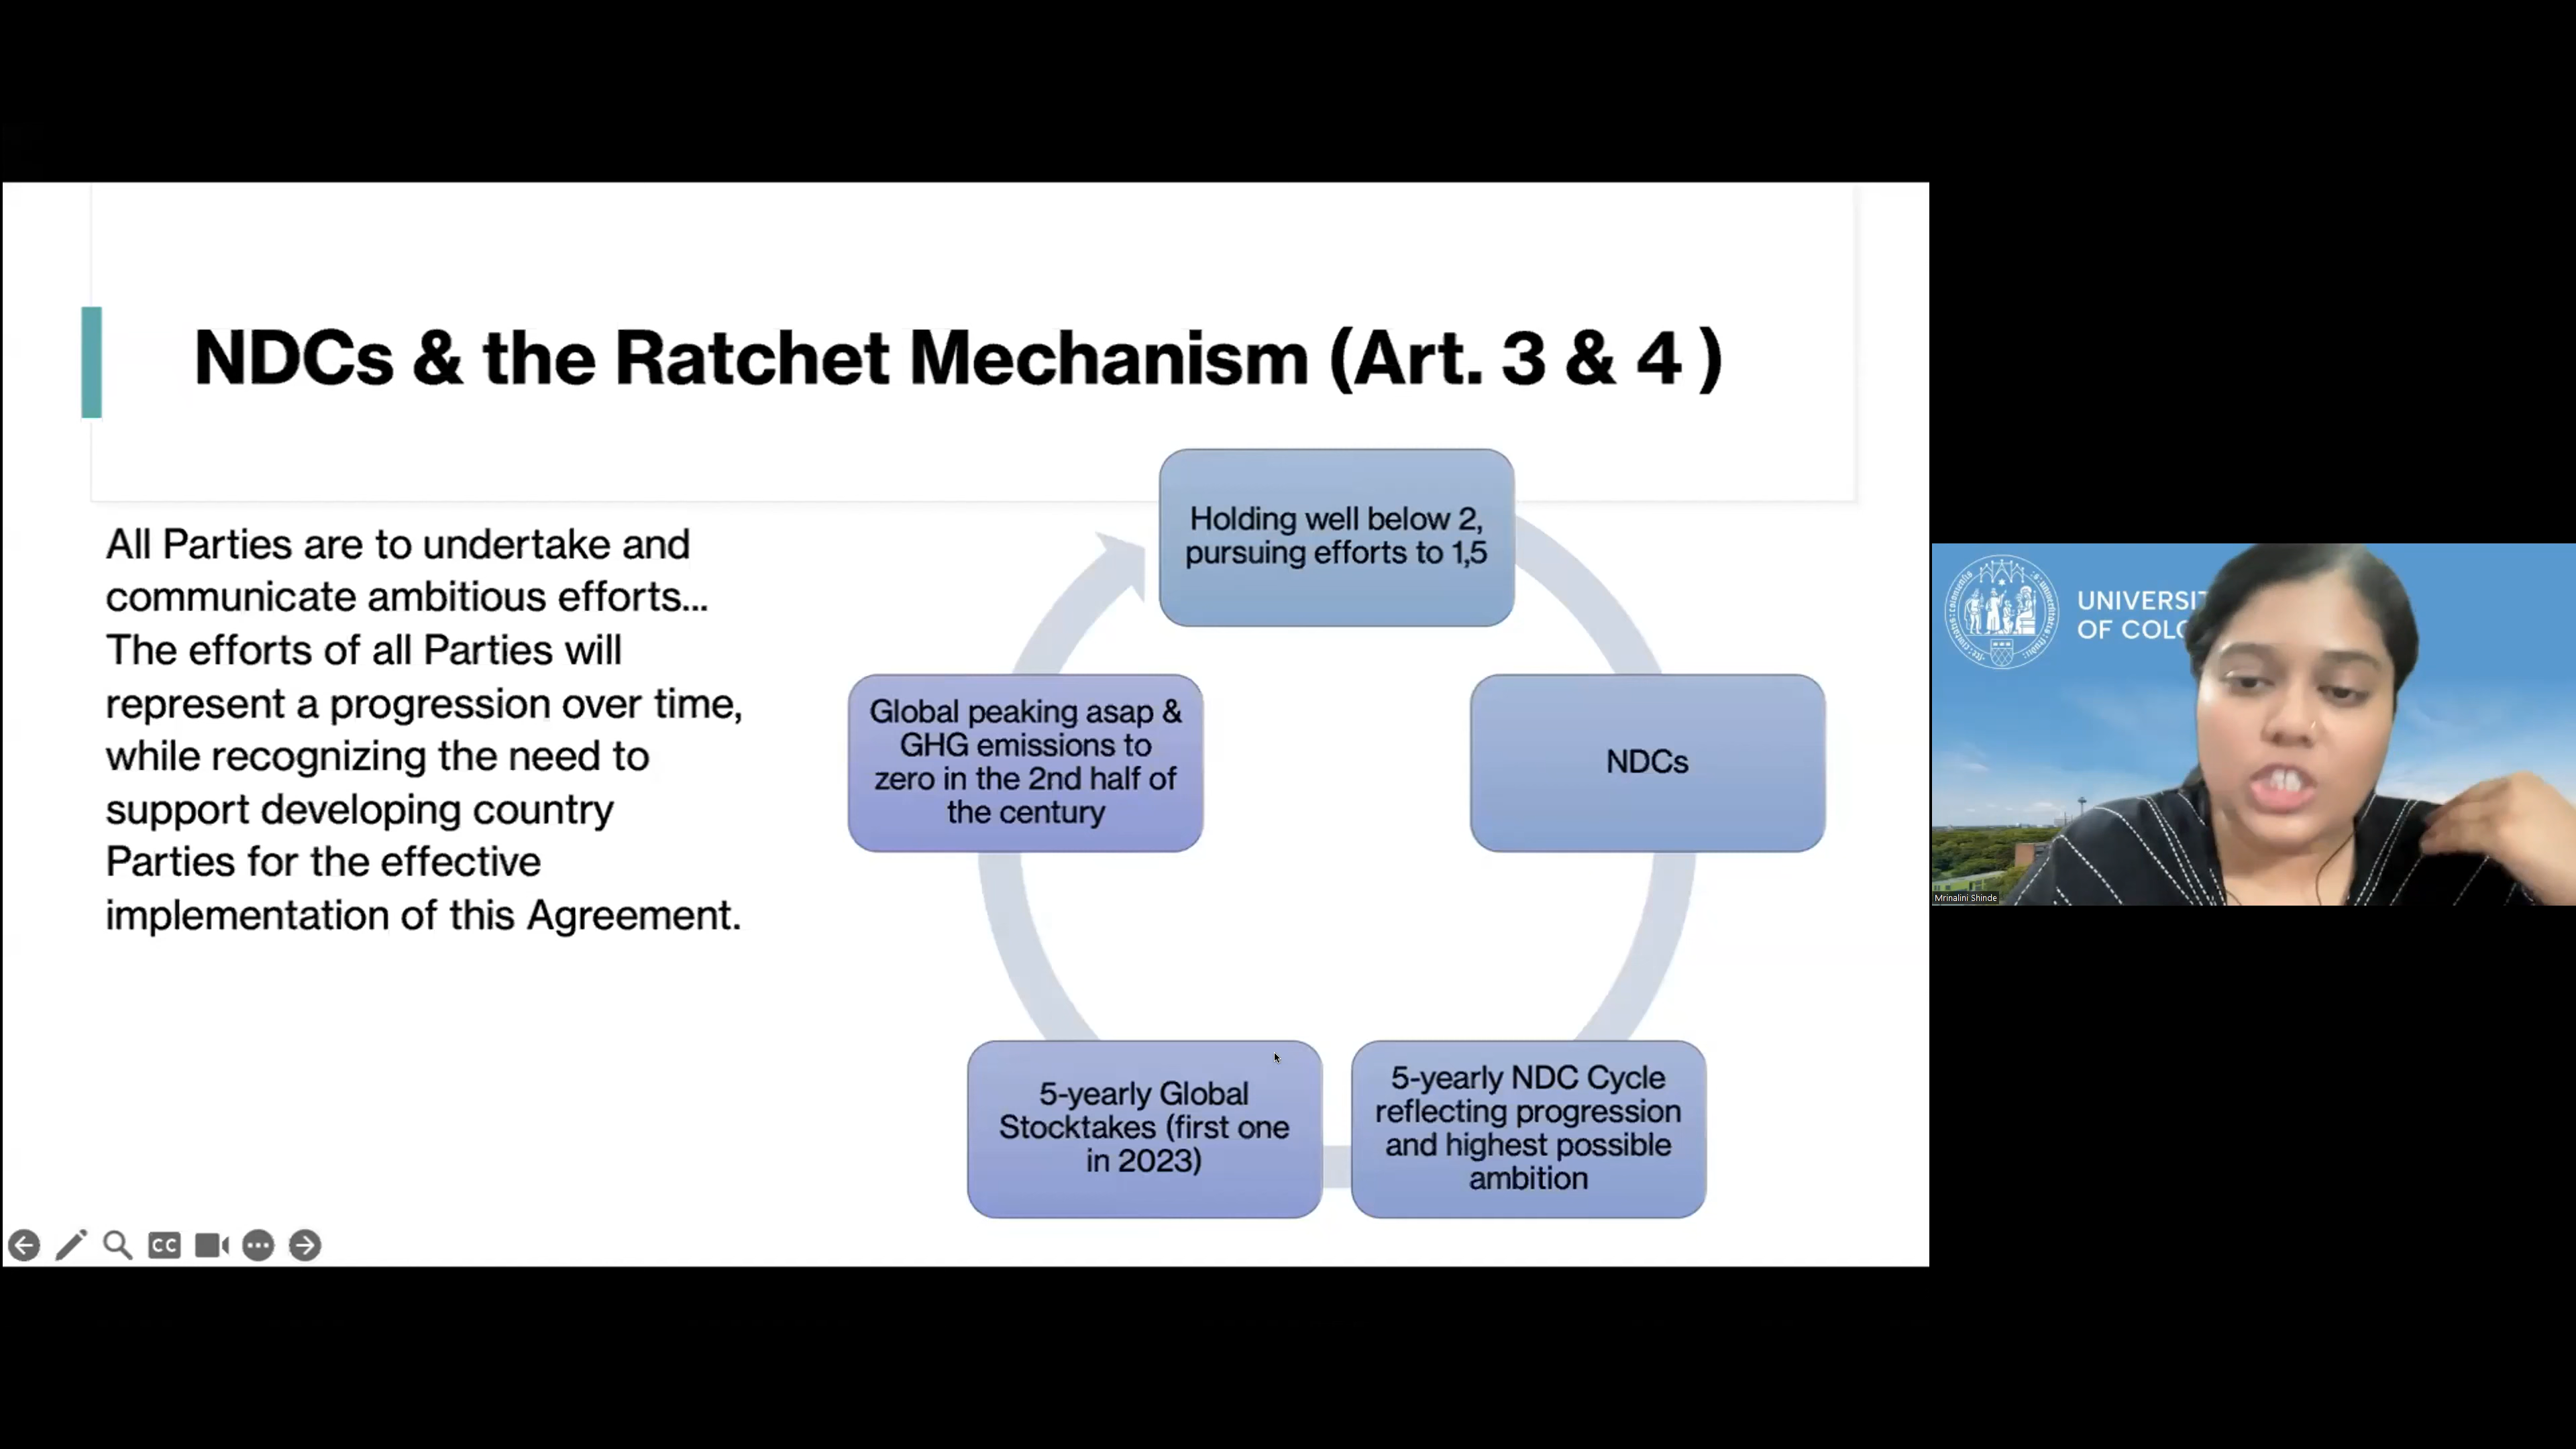 NDCs & the Ratchet Mechanism (Art. 3 & 4 )
All Parties are to undertake and
communicate ambitious efforts...
The efforts of all Parties will
represent a progression over time,
while recognizing the need to
support developing country
Parties for the effective
implementation of this Agreement.
Holding well below 2,
pursuing efforts to 1,5
NDCs
5-yearly NDC Cycle
reflecting progression
and highest possible
ambition
5-yearly Global
Stocktakes (first one
in 2023)
Global peaking asap &
GHG emissions to
zero in the 2nd half of
the century
CC
UNIVERSIT
OF COLO
Mrinalini Shinde